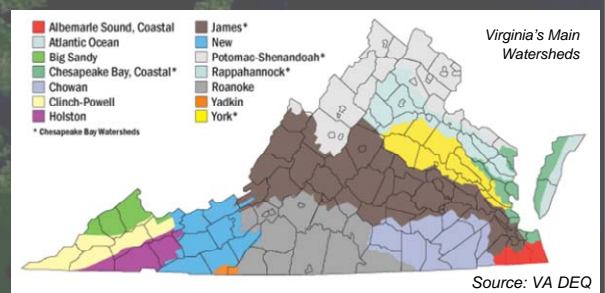 Albemarle Sound, Coastal
Atlantic Ocean
Big Sandy
Chesapeake Bay, Coastal*
Chowan
Clinch-Powell
Holston
* Chesapeake Bay Watersheds
James*
New
Potomac-Shenandoah*
Rappahannock*
Roanoke
Yadkin
York*
Virginia's Main
Watersheds
Source: VA DEQ